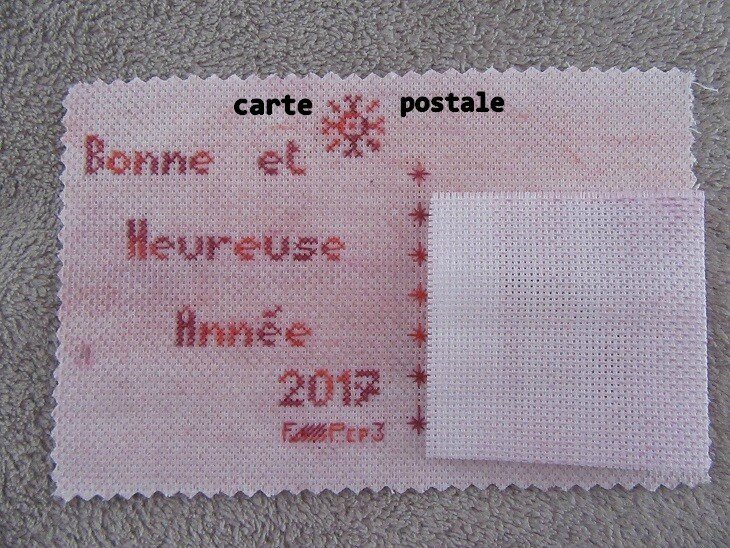 carte postale
Bonne et
Heureuse
Année
2017